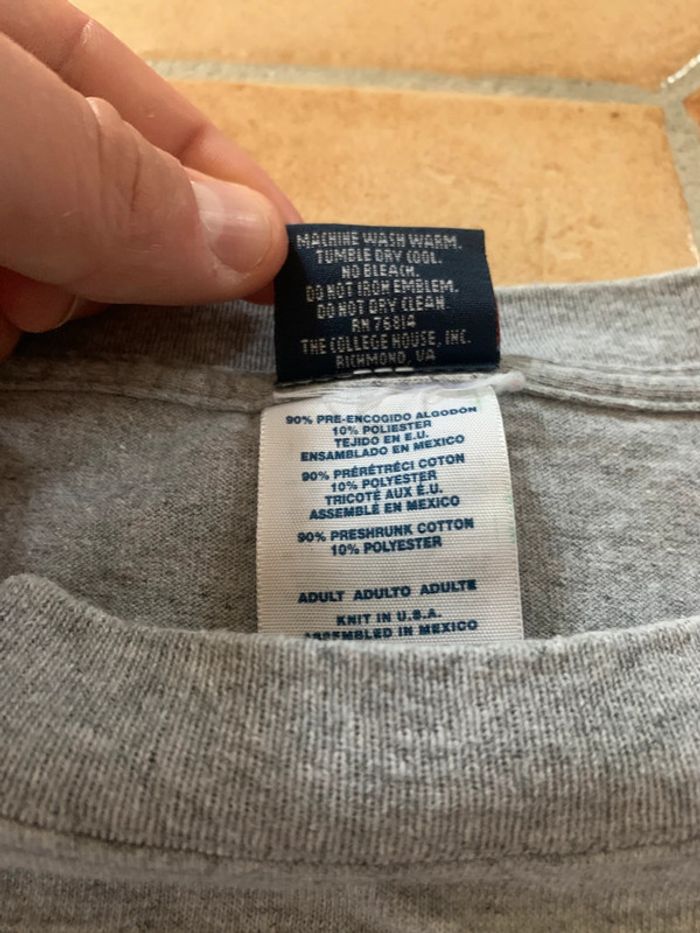 MACHINE WASH WARM.
TUMBLE DRY COOL.
NO BLEACH.
DO NOT IRON EMBLEM.
DO NOT DRY CLEAN.
RN 76814
THE COLLEGE HOUSE, INC.
RICHMOND, VA
90% PRE-ENCOGIDO ALGODON
10% POLIESTER
TEJIDO EN E.U.
ENSAMBLADO EN MEXICO
90% PRÉRÉTRÉCI COTON
10% POLYESTER
TRICOTÉ AUX É.U.
ASSEMBLÉ EN MEXICO
90% PRESHRUNK COTTON
10% POLYESTER
ADULT ADULTO ADULTE
KNIT IN U.S.A.
ASSEMBLED IN MEXICO